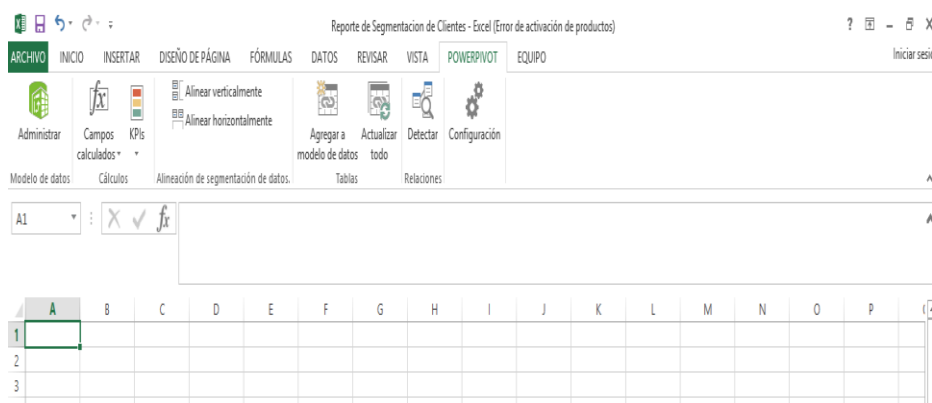 Reporte de Segmentacion de Clientes - Excel (Error de activación de productos)
ARCHIVO INICIO INSERTAR DISEÑO DE PÁGINA FÓRMULAS DATOS REVISAR VISTA POWERPIVOT EQUIPO
Administrar
Campos calculados
KPIs
Alinear verticalmente
Alinear horizontalmente
Agregar a modelo de datos
Actualizar todo
Detectar
Configuración
Modelo de datos Cálculos Alineación de segmentación de datos. Tablas Relaciones
A1 fx
A B C D E F G H I J K L M N O P
1
2
3